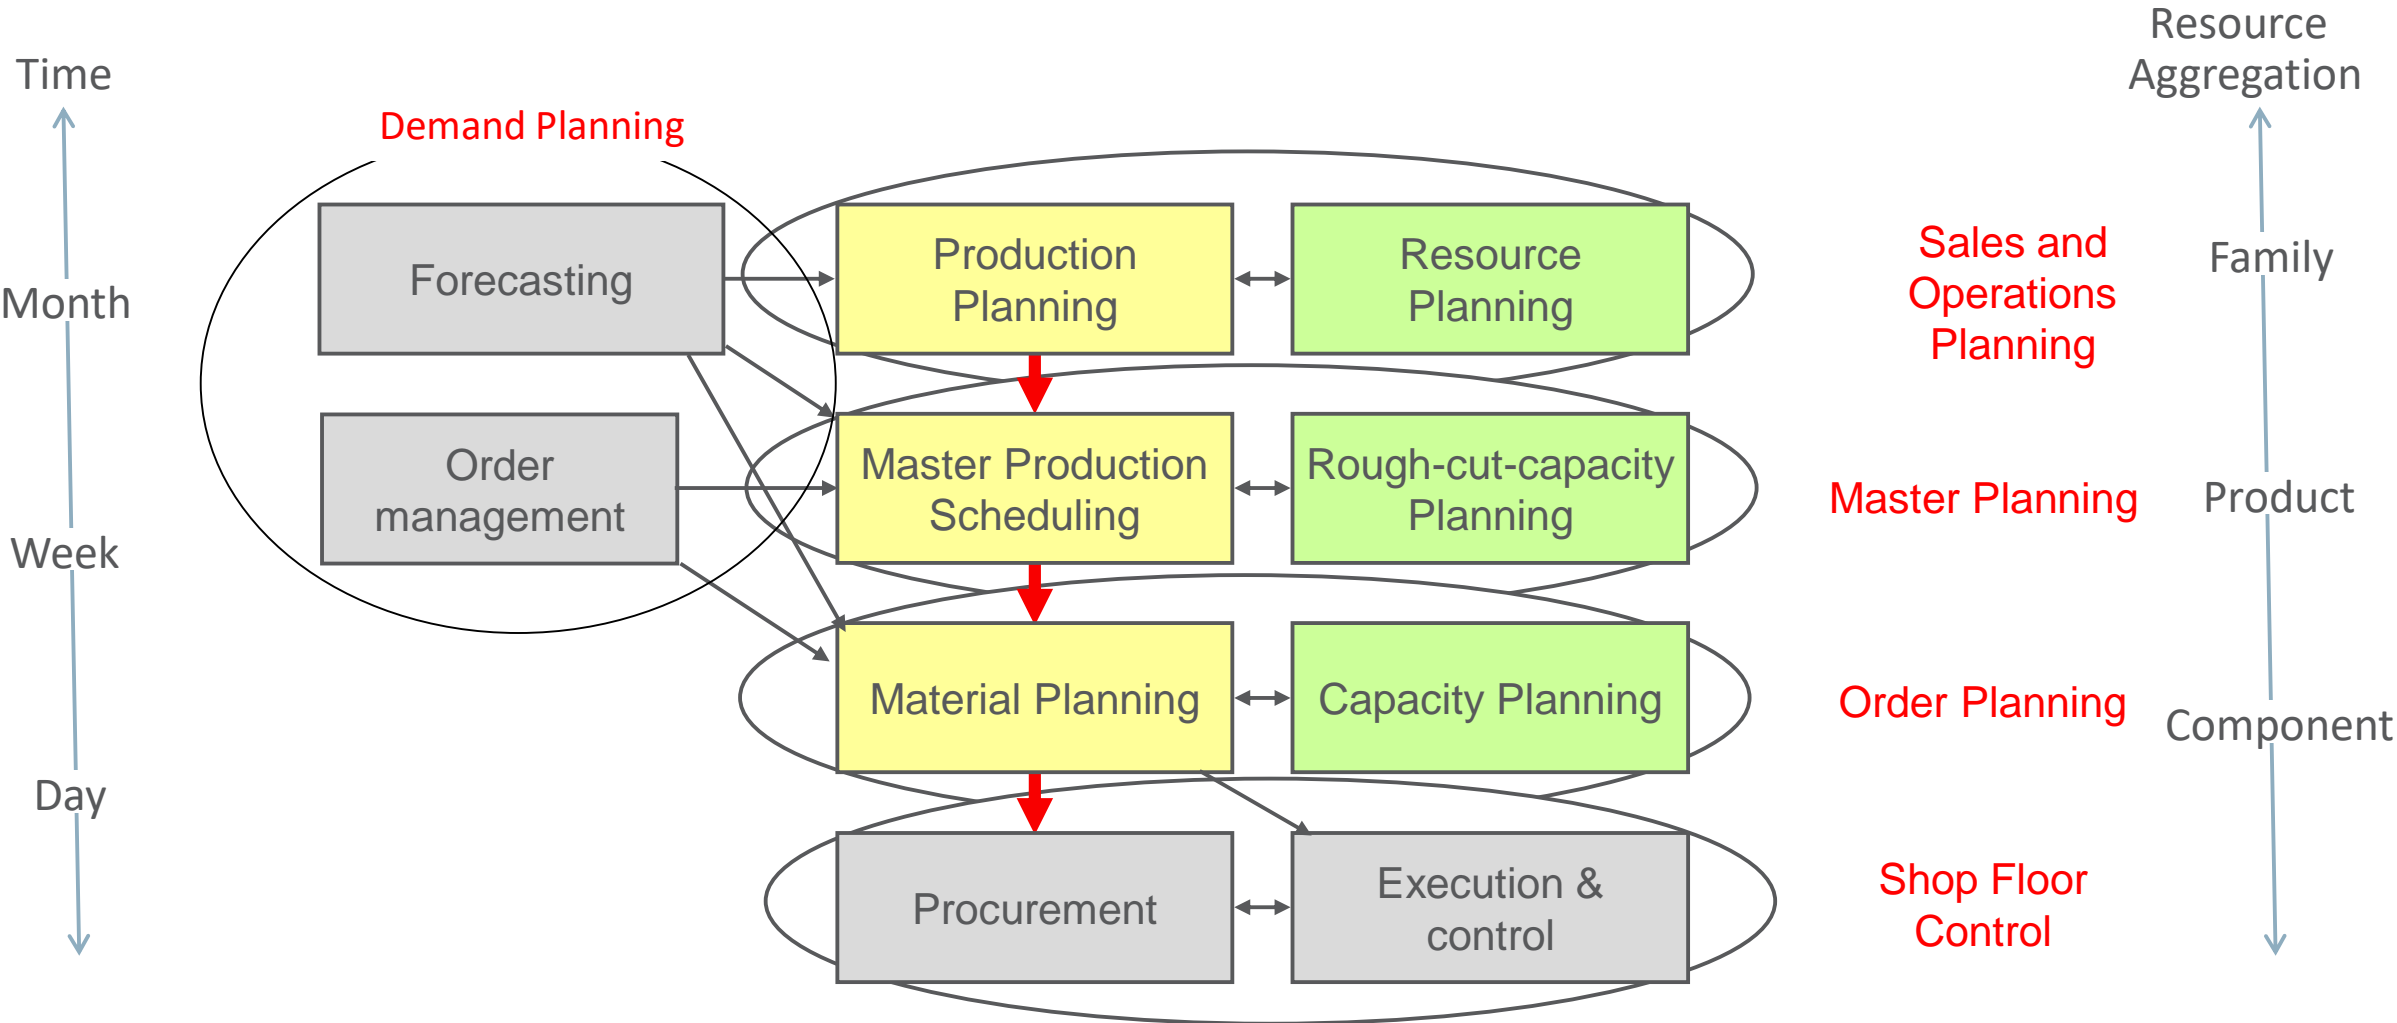 Resource
Aggregation
Time
Demand Planning
Forecasting
Production
Planning
Resource
Planning
Sales and
Operations
Planning
Family
Month
Order
management
Master Production
Scheduling
Rough-cut-capacity
Planning
Master Planning
Product
Week
Material Planning
Capacity Planning
Order Planning
Component
Day
Procurement
Execution &
control
Shop Floor
Control